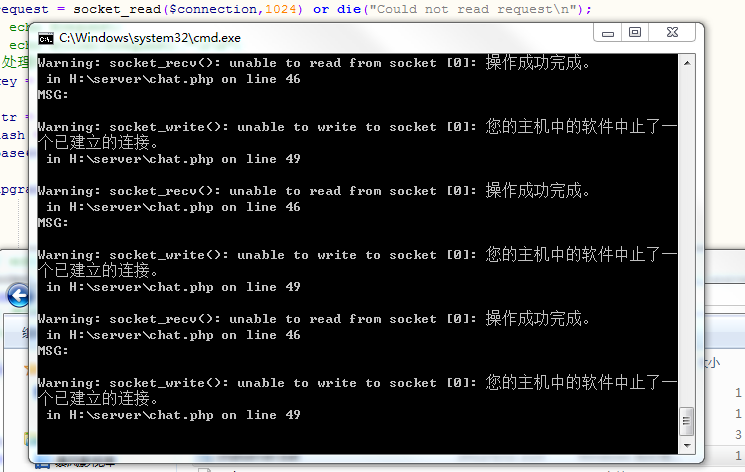 equest = socket_read($connection,1024) or die("Could not read request\n");
C:\Windows\system32\cmd.exe
Warning: socket_recv(): unable to read from socket [0]: 操作成功完成。
in H:\server\chat.php on line 46
MSG:
Warning: socket_write(): unable to write to socket [0]: 您的主机中的软件中止了一
个已建立的连接。
in H:\server\chat.php on line 49
Warning: socket_recv(): unable to read from socket [0]: 操作成功完成。
in H:\server\chat.php on line 46
MSG:
Warning: socket_write(): unable to write to socket [0]: 您的主机中的软件中止了一
个已建立的连接。
in H:\server\chat.php on line 49
Warning: socket_recv(): unable to read from socket [0]: 操作成功完成。
in H:\server\chat.php on line 46
MSG:
Warning: socket_write(): unable to write to socket [0]: 您的主机中的软件中止了一
个已建立的连接。
in H:\server\chat.php on line 49
处理
ey =
tr =
ash
base
pgra
大小
1
1
3
1